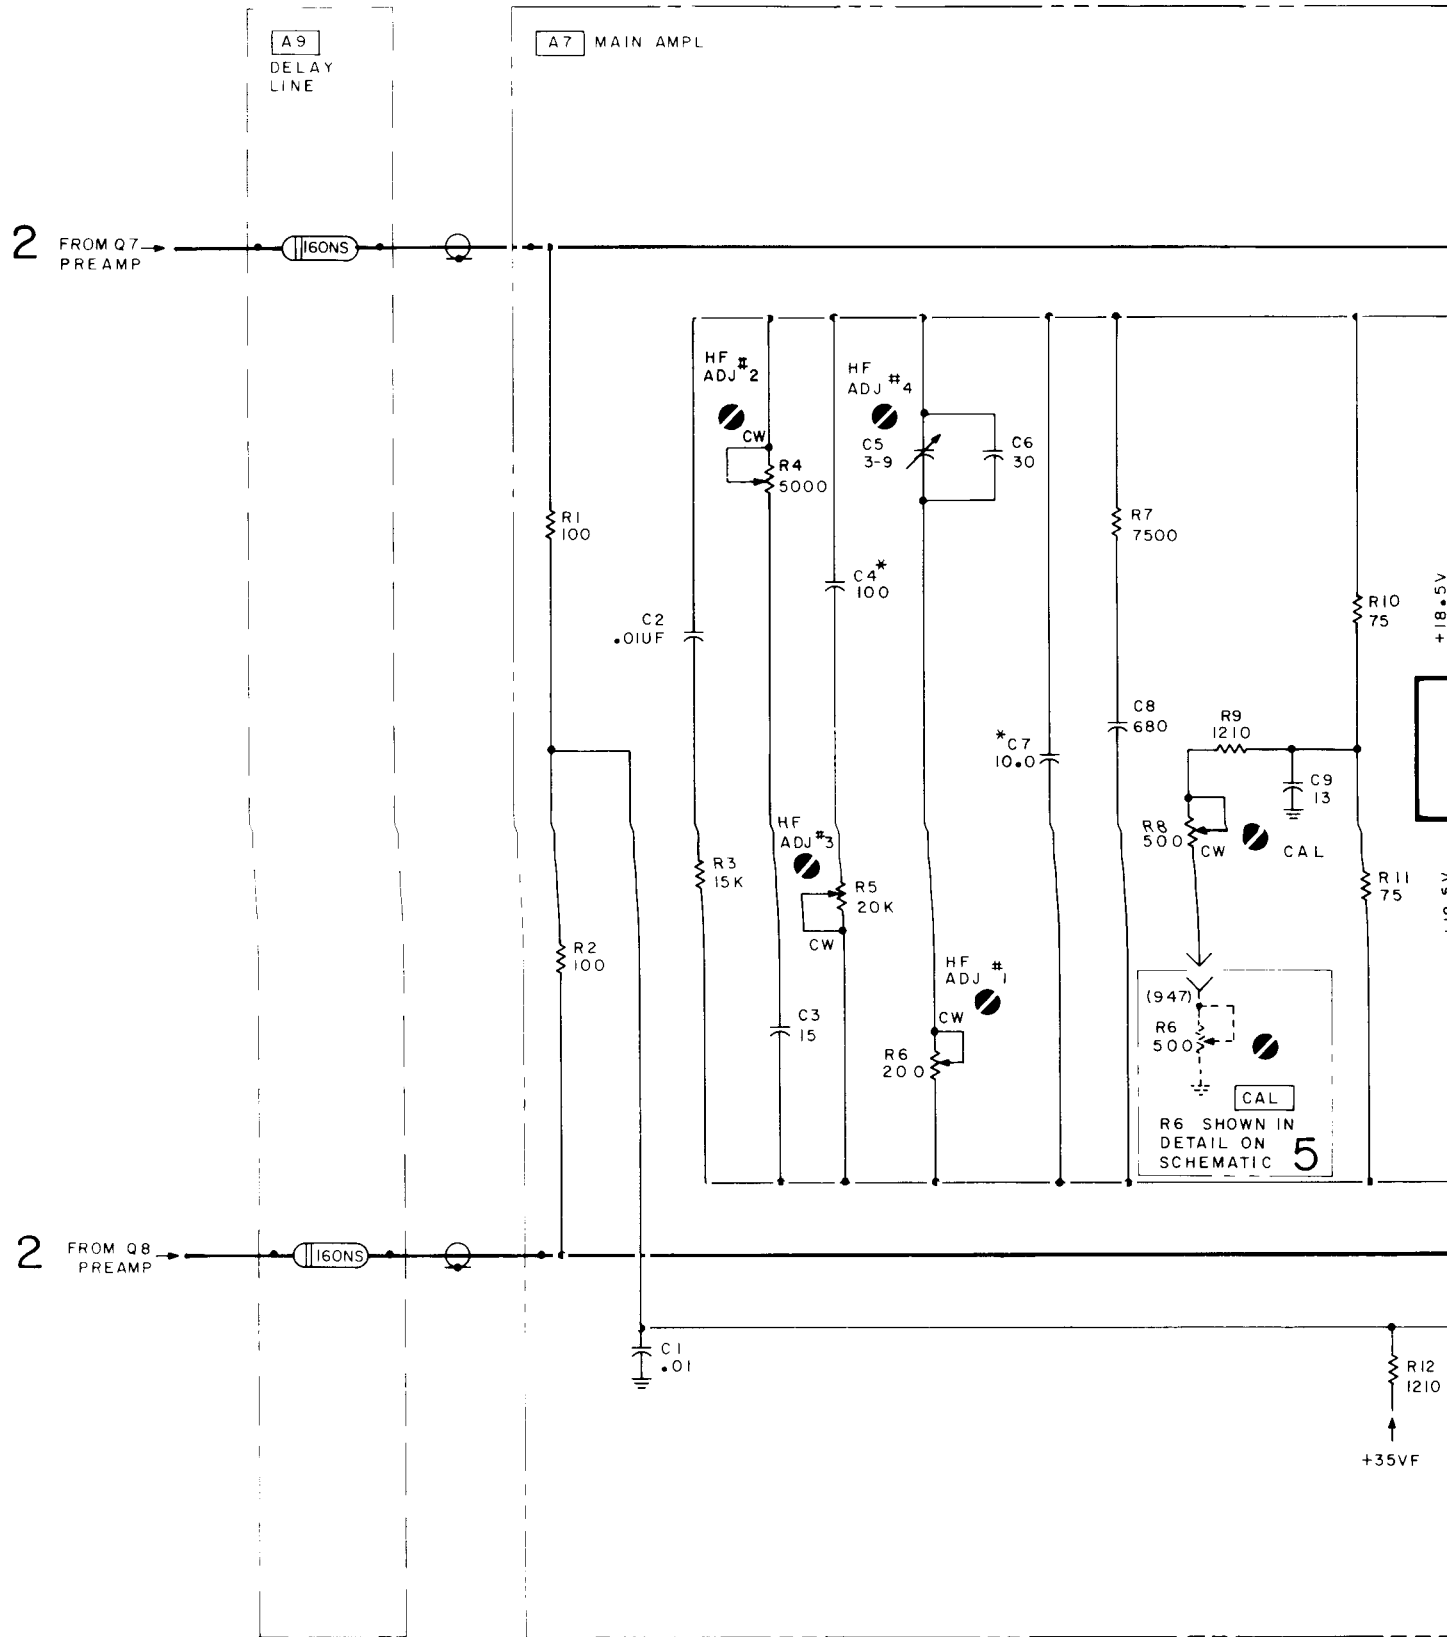 A9
DELAY
LINE
A7 MAIN AMPL
2 FROM Q7
PREAMP
160NS
HF
ADJ #2
CW
R4
5000
HF
ADJ #4
C5
3-9
C6
30
R1
100
C2
.01UF
C4*
100
R7
7500
R10
75
+18.5V
*C7
10.0
C8
680
R9
1210
C9
13
R8
500
CW
CAL
R11
75
HF
ADJ #3
R3
15K
R5
20K
CW
R2
100
C3
15
HF
ADJ #1
CW
R6
200
(947)
R6
500
CAL
R6 SHOWN IN
DETAIL ON
SCHEMATIC 5
2 FROM Q8
PREAMP
160NS
C1
.01
R12
1210
+35VF